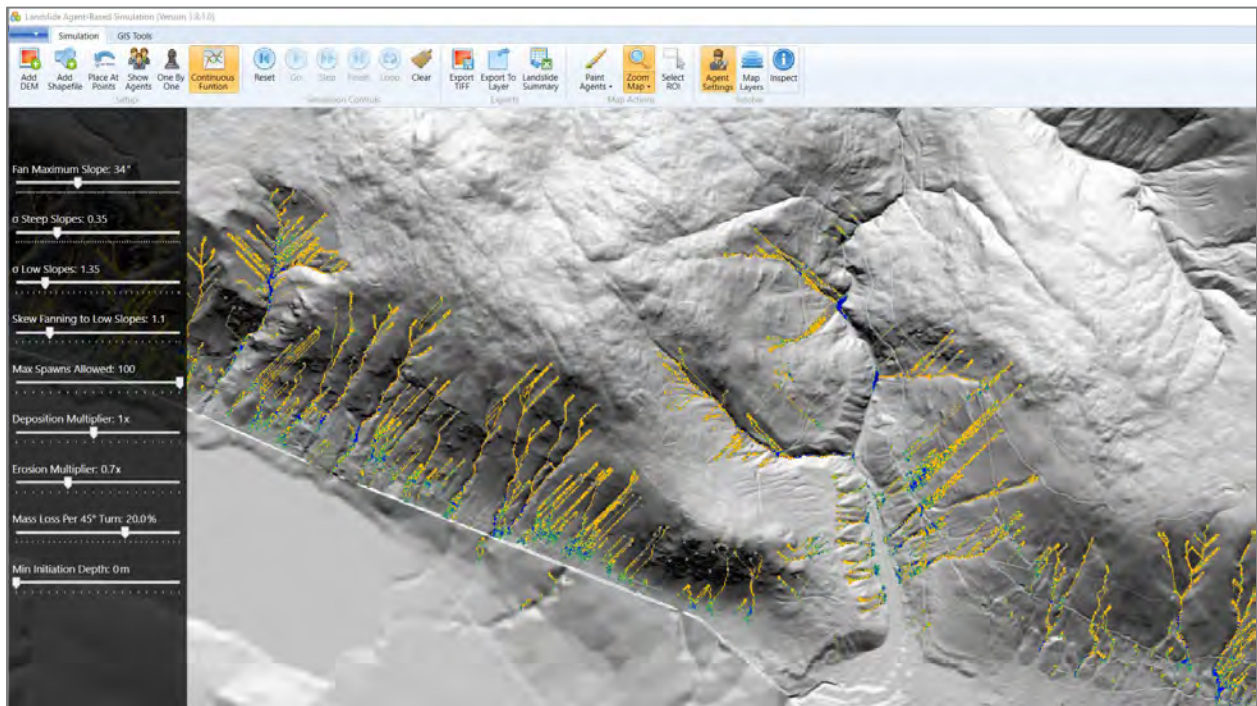 Landslide Agent-Based Simulation (Version 3.8.1.0)
Simulation GIS Tools
Add DEM
Add Shapefile
Place At Points
Show Agents
One By One
Continuous Funtion
Reset
Go
Step
Finish
Loop
Clear
Export TIFF
Export To Layer
Landslide Summary
Paint Agents
Zoom Map
Select ROI
Agent Settings
Map Layers
Inspect
Setup
Simulation Controls
Exports
Map Actions
Fan Maximum Slope: 34°
σ Steep Slopes: 0.35
σ Low Slopes: 1.35
Skew Fanning to Low Slopes: 1.1
Max Spawns Allowed: 100
Deposition Multiplier: 1x
Erosion Multiplier: 0.7x
Mass Loss Per 45° Turn: 20.0%
Min Initiation Depth: 0 m